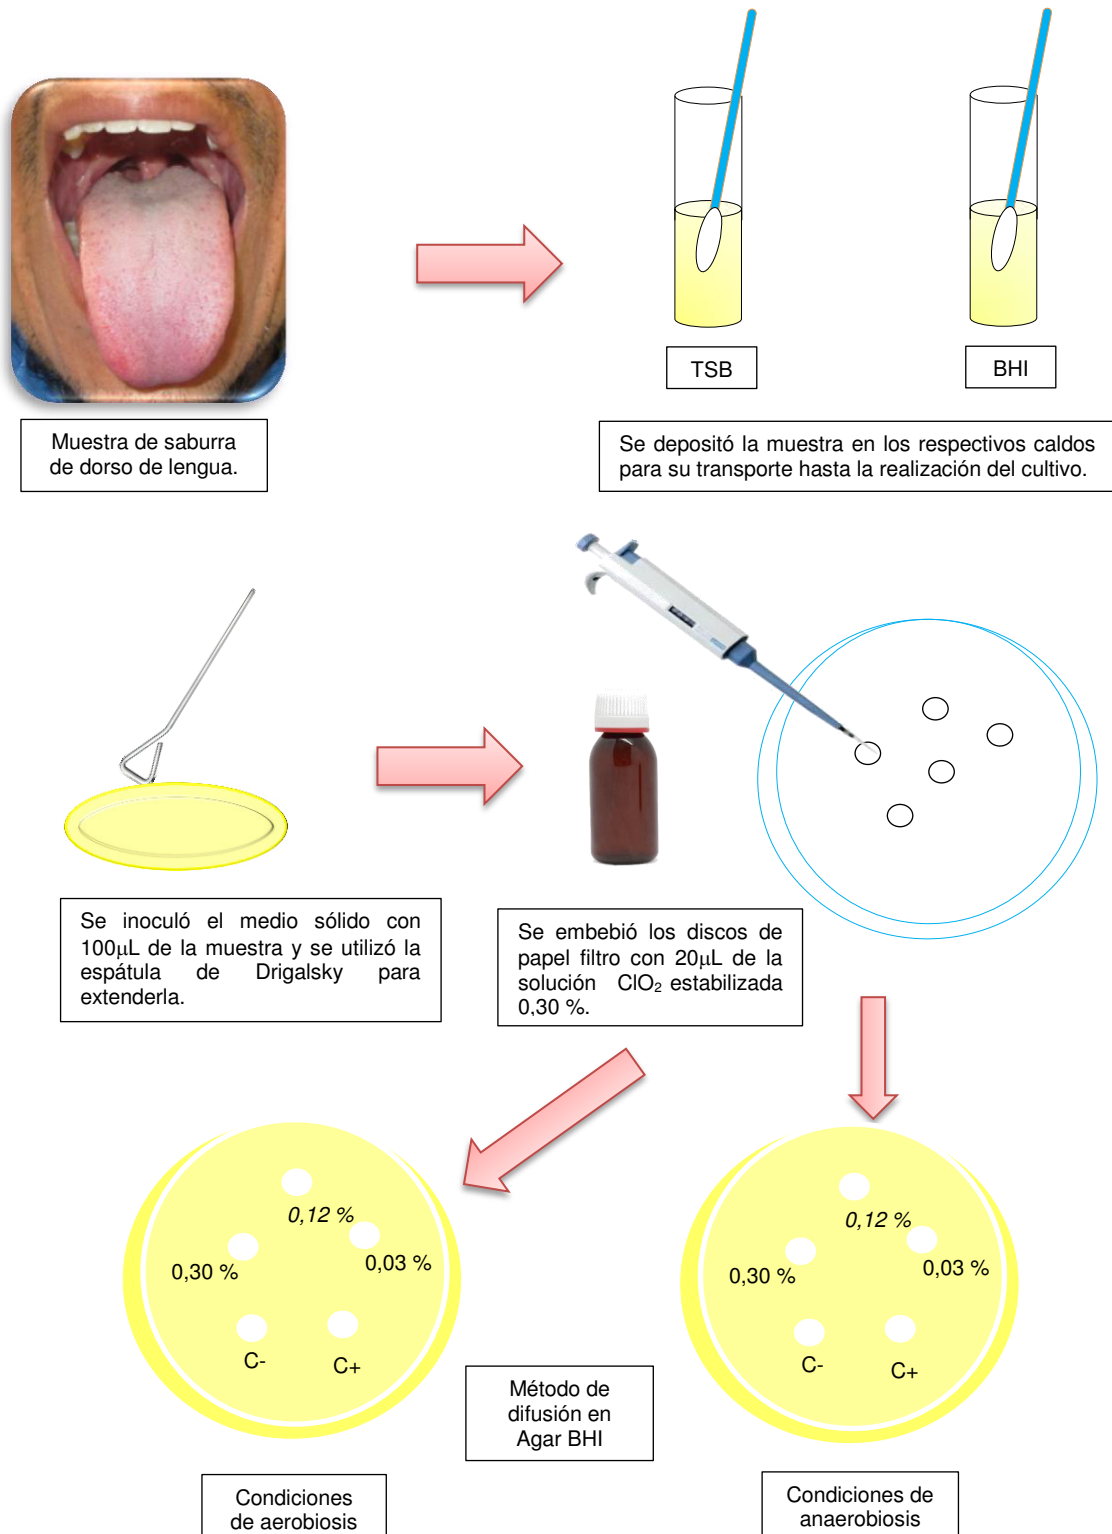 TSB
BHI
Muestra de saburra
de dorso de lengua.
Se depositó la muestra en los respectivos caldos
para su transporte hasta la realización del cultivo.
Se inoculó el medio sólido con
100µL de la muestra y se utilizó la
espátula de Drigalsky para
extenderla.
Se embebió los discos de
papel filtro con 20µL de la
solución ClO₂ estabilizada
0,30 %.
0,12 %
0,30 %
0,03 %
C-
C+
0,12 %
0,30 %
0,03 %
C-
C+
Método de
difusión en
Agar BHI
Condiciones
de aerobiosis
Condiciones de
anaerobiosis